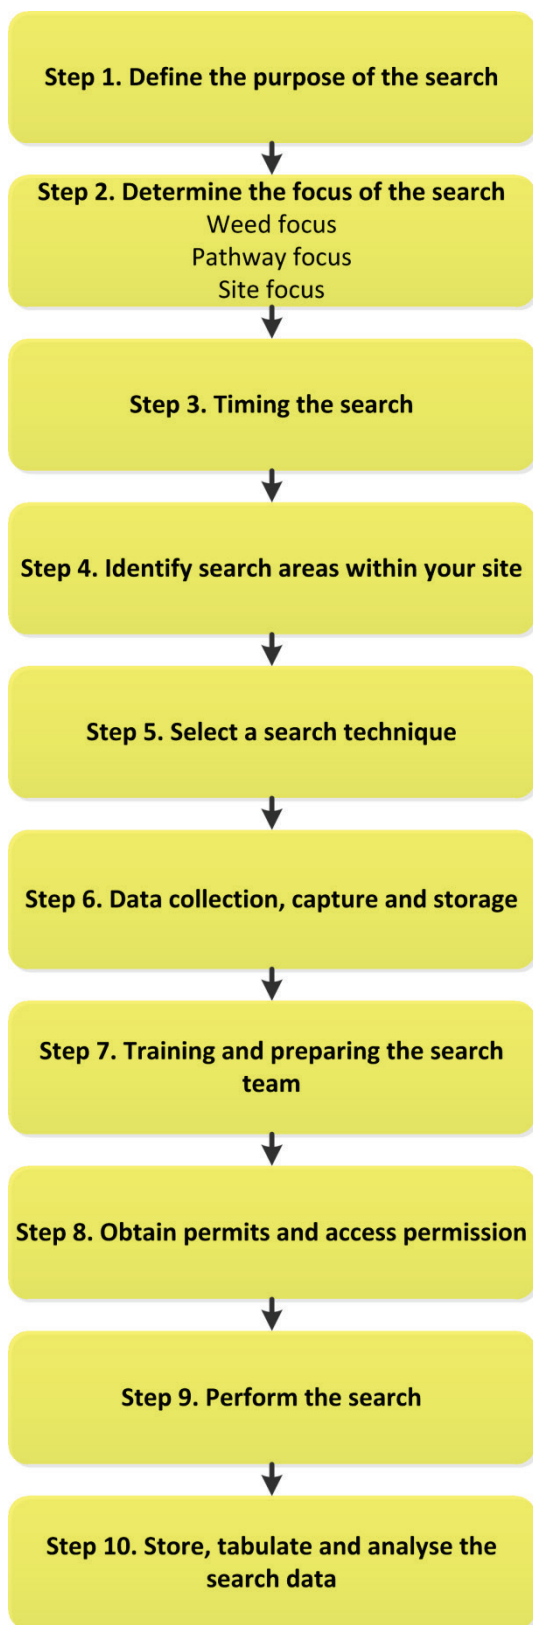 Step 1. Define the purpose of the search
Step 2. Determine the focus of the search
Weed focus
Pathway focus
Site focus
Step 3. Timing the search
Step 4. Identify search areas within your site
Step 5. Select a search technique
Step 6. Data collection, capture and storage
Step 7. Training and preparing the search
team
Step 8. Obtain permits and access permission
Step 9. Perform the search
Step 10. Store, tabulate and analyse the
search data